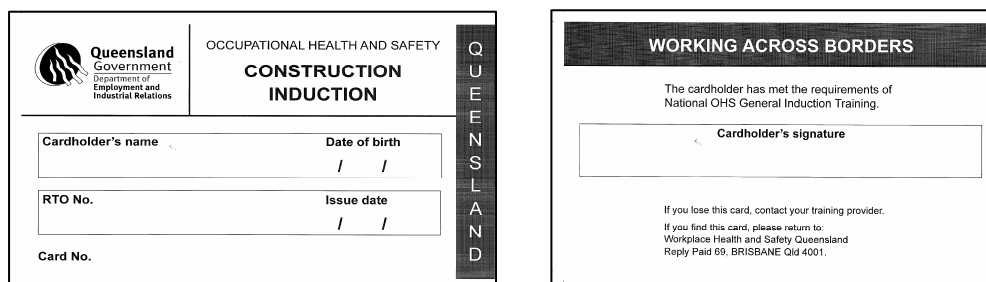 Queensland
Government
Department of
Employment and
Industrial Relations
OCCUPATIONAL HEALTH AND SAFETY
CONSTRUCTION
INDUCTION
QUEENSLAND
Cardholder's name
Date of birth
/ /
RTO No.
Issue date
/ /
Card No.
WORKING ACROSS BORDERS
The cardholder has met the requirements of
National OHS General Induction Training.
Cardholder's signature
If you lose this card, contact your training provider.
If you find this card, please return to:
Workplace Health and Safety Queensland
Reply Paid 69, BRISBANE Qld 4001.